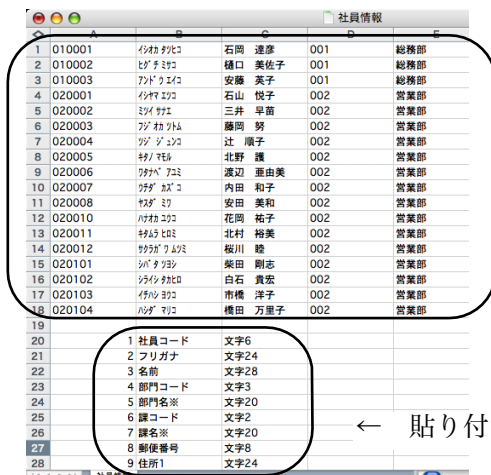 社員情報
A B C D E
1 010001 イシオカ タツヒコ 石岡 達彦 001 総務部
2 010002 ヒグチ ミサコ 樋口 美佐子 001 総務部
3 010003 アンドウ エイコ 安藤 英子 001 総務部
4 020001 イシヤマ エツコ 石山 悦子 002 営業部
5 020002 ミツイ サナエ 三井 早苗 002 営業部
6 020003 フジオカ ツトム 藤岡 努 002 営業部
7 020004 ツジ ジュンコ 辻 順子 002 営業部
8 020005 キタノ マモル 北野 護 002 営業部
9 020006 ワタナベ アユミ 渡辺 亜由美 002 営業部
10 020007 ウチダ カズコ 内田 和子 002 営業部
11 020008 ヤスダ ミワ 安田 美和 002 営業部
12 020010 ハナオカ ユウコ 花岡 祐子 002 営業部
13 020011 キタムラ ヒロミ 北村 裕美 002 営業部
14 020012 サクラガワ ムツミ 桜川 睦 002 営業部
15 020101 シバタ ツヨシ 柴田 剛志 002 営業部
16 020102 シライシ タカヒロ 白石 貴宏 002 営業部
17 020103 イチハシ ヨウコ 市橋 洋子 002 営業部
18 020104 ハシダ マリコ 橋田 万里子 002 営業部
19
20 1 社員コード 文字6
21 2 フリガナ 文字24
22 3 名前 文字28
23 4 部門コード 文字3
24 5 部門名※ 文字20
25 6 課コード 文字2
26 7 課名※ 文字20
27 8 郵便番号 文字8
28 9 住所1 文字24
← 貼り付